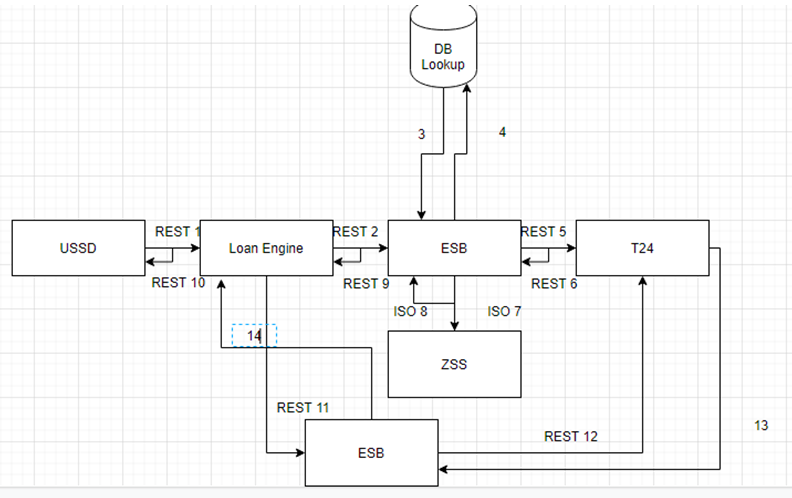 DB
Lookup
3
4
REST 1
REST 2
REST 5
USSD
Loan Engine
ESB
T24
REST 10
REST 9
REST 6
ISO 8
ISO 7
14
ZSS
REST 11
13
REST 12
ESB